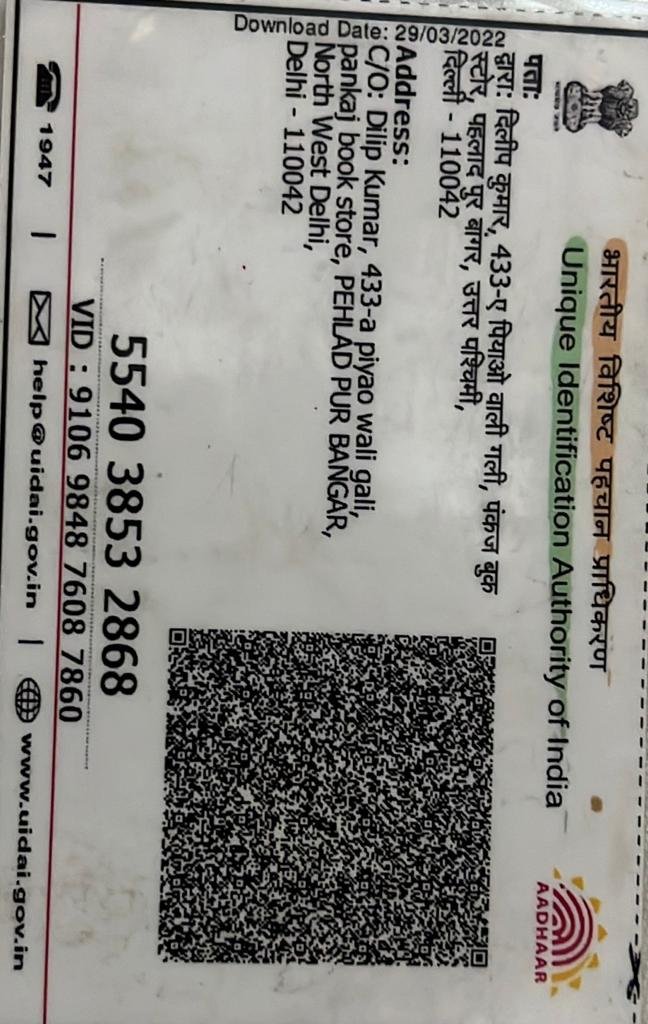 भारतीय विशिष्ट पहचान प्राधिकरण
Unique Identification Authority of India
AADHAAR
पता:
द्वारा: दिलीप कुमार, 433-ए पियाओ वाली गली, पंकज बुक
स्टोर, पहलाद पुर बागर, उत्तर पश्चिमी,
दिल्ली - 110042
Download Date: 29/03/2022
Address:
C/O: Dilip Kumar, 433-a piyao wali gali,
pankaj book store, PEHLAD PUR BANGAR,
North West Delhi,
Delhi - 110042
5540 3853 2868
VID : 9106 9848 7608 7860
1947 | help@uidai.gov.in | www.uidai.gov.in